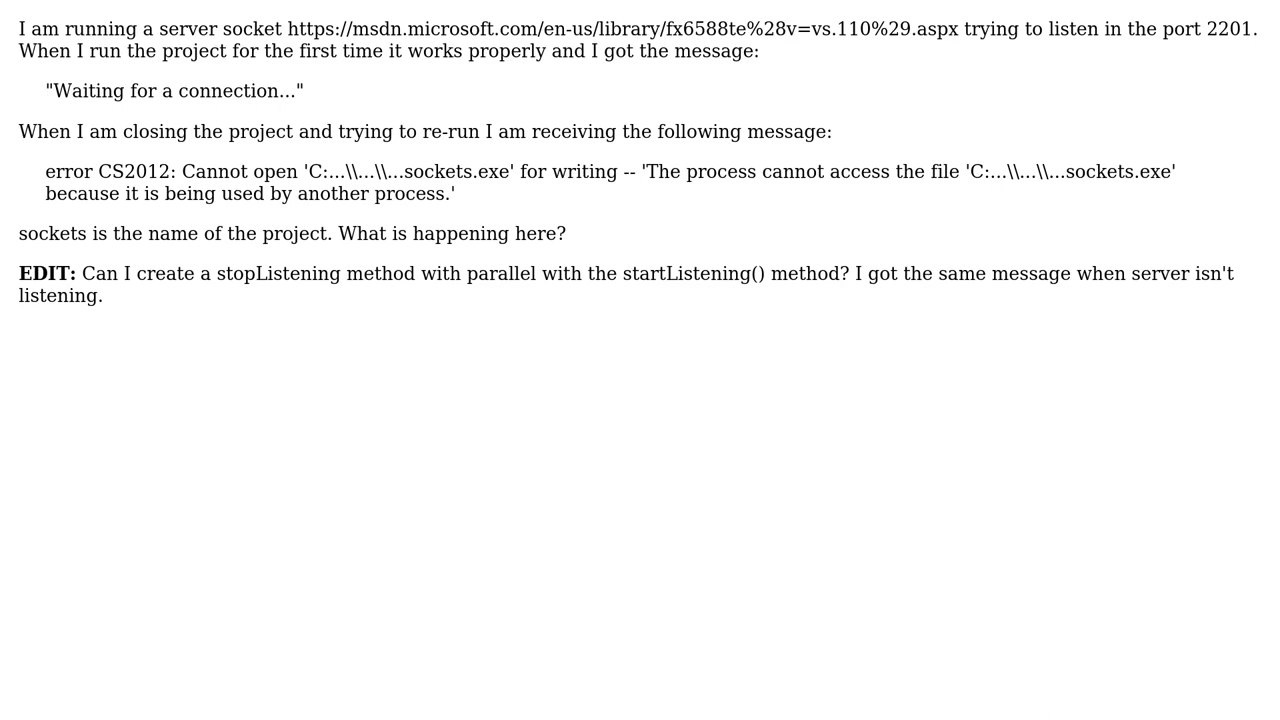 I am running a server socket https://msdn.microsoft.com/en-us/library/fx6588te%28v=vs.110%29.aspx trying to listen in the port 2201.
When I run the project for the first time it works properly and I got the message:
"Waiting for a connection..."
When I am closing the project and trying to re-run I am receiving the following message:
error CS2012: Cannot open 'C:...\\...\\...sockets.exe' for writing -- 'The process cannot access the file 'C:...\\...\\...sockets.exe'
because it is being used by another process.'
sockets is the name of the project. What is happening here?
EDIT: Can I create a stopListening method with parallel with the startListening() method? I got the same message when server isn't
listening.